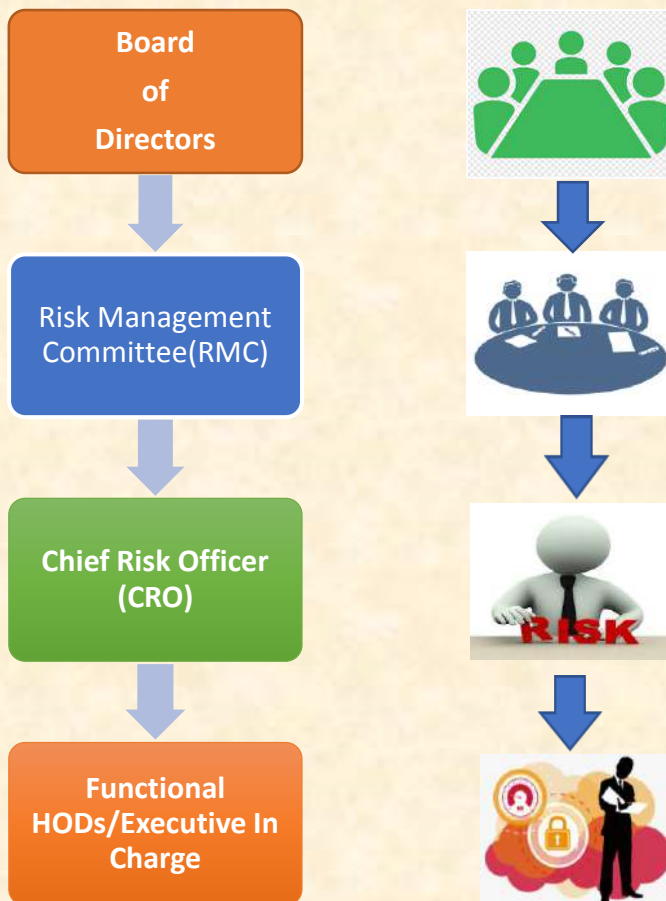 Board
of
Directors
Risk Management
Committee(RMC)
Chief Risk Officer
(CRO)
RISK
Functional
HODs/Executive In
Charge